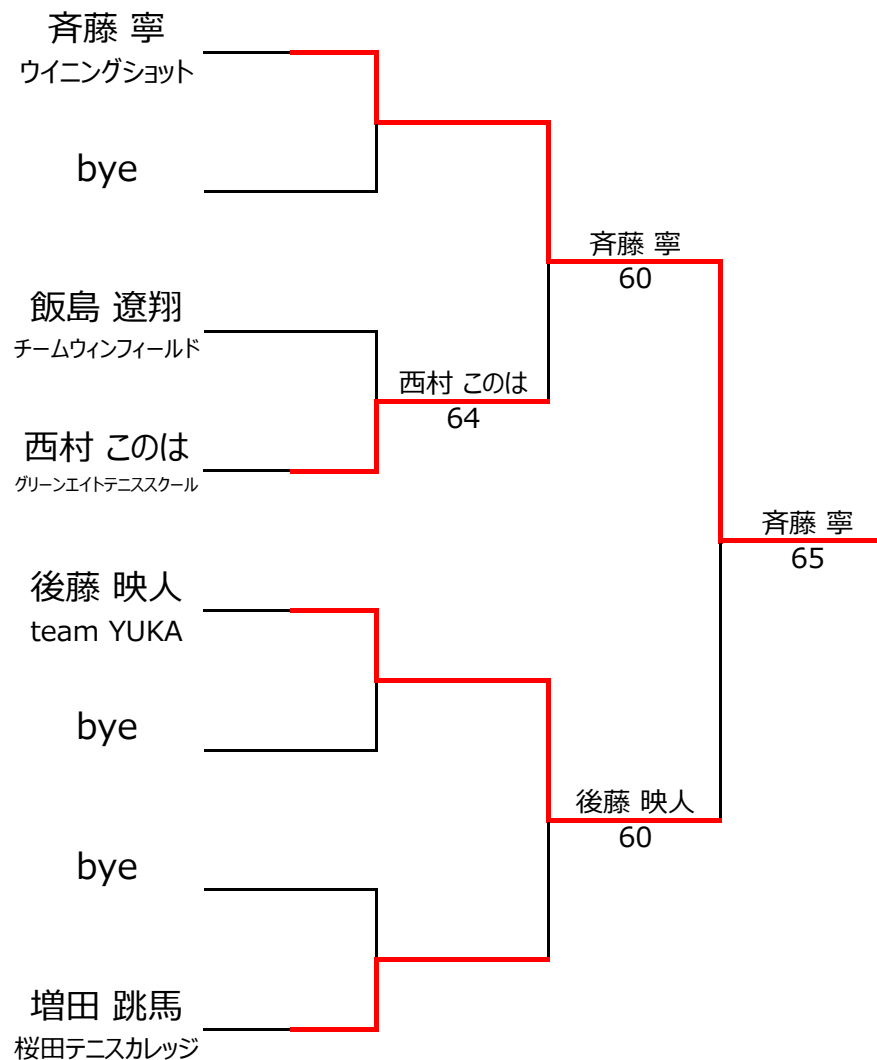 斉藤 寧
ウイニングショット
bye
飯島 遼翔
チームウィンフィールド
西村 このは
グリーンエイトテニススクール
後藤 映人
team YUKA
bye
bye
増田 跳馬
桜田テニスカレッジ
西村 このは
64
斉藤 寧
60
後藤 映人
60
斉藤 寧
65